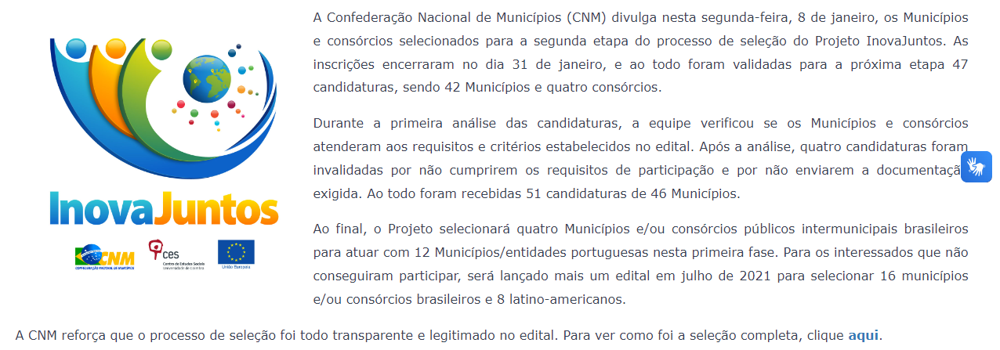 A Confederação Nacional de Municípios (CNM) divulga nesta segunda-feira, 8 de janeiro, os Municípios
e consórcios selecionados para a segunda etapa do processo de seleção do Projeto InovaJuntos. As
inscrições encerraram no dia 31 de janeiro, e ao todo foram validadas para a próxima etapa 47
candidaturas, sendo 42 Municípios e quatro consórcios.
Durante a primeira análise das candidaturas, a equipe verificou se os Municípios e consórcios
atenderam aos requisitos e critérios estabelecidos no edital. Após a análise, quatro candidaturas foram
invalidadas por não cumprirem os requisitos de participação e por não enviarem a documentação
exigida. Ao todo foram recebidas 51 candidaturas de 46 Municípios.
Ao final, o Projeto selecionará quatro Municípios e/ou consórcios públicos intermunicipais brasileiros
para atuar com 12 Municípios/entidades portuguesas nesta primeira fase. Para os interessados que não
conseguiram participar, será lançado mais um edital em julho de 2021 para selecionar 16 municípios
e/ou consórcios brasileiros e 8 latino-americanos.
InovaJuntos
CNM
CONFEDERAÇÃO NACIONAL DE MUNICÍPIOS
ces
Centro de Estudos Sociais
Universidade de Coimbra
União Europeia
A CNM reforça que o processo de seleção foi todo transparente e legitimado no edital. Para ver como foi a seleção completa, clique aqui.